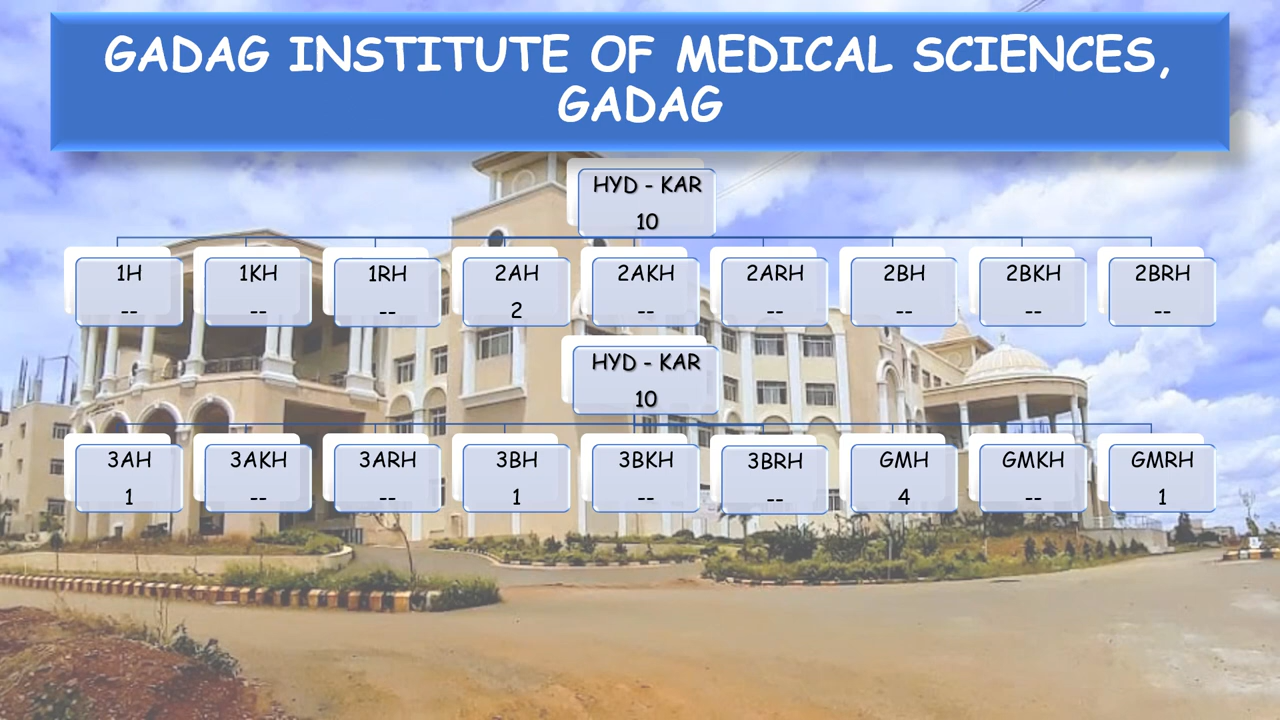 GADAG INSTITUTE OF MEDICAL SCIENCES,
GADAG
HYD - KAR
10
1H 1KH 1RH 2AH 2AKH 2ARH 2BH 2BKH 2BRH
-- -- -- 2 -- -- -- -- --
HYD - KAR
10
3AH 3AKH 3ARH 3BH 3BKH 3BRH GMH GMKH GMRH
1 -- -- 1 -- -- 4 -- 1